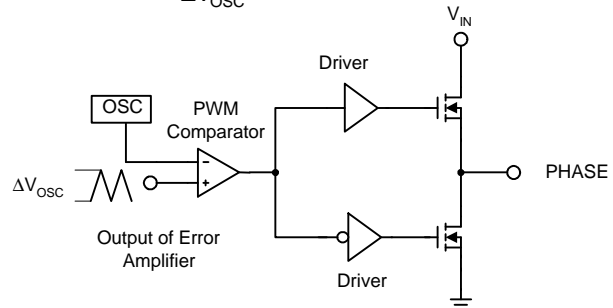 ΔV_OSC
V_IN
Driver
OSC
PWM
Comparator
-
+
PHASE
ΔV_OSC
Output of Error
Amplifier
Driver